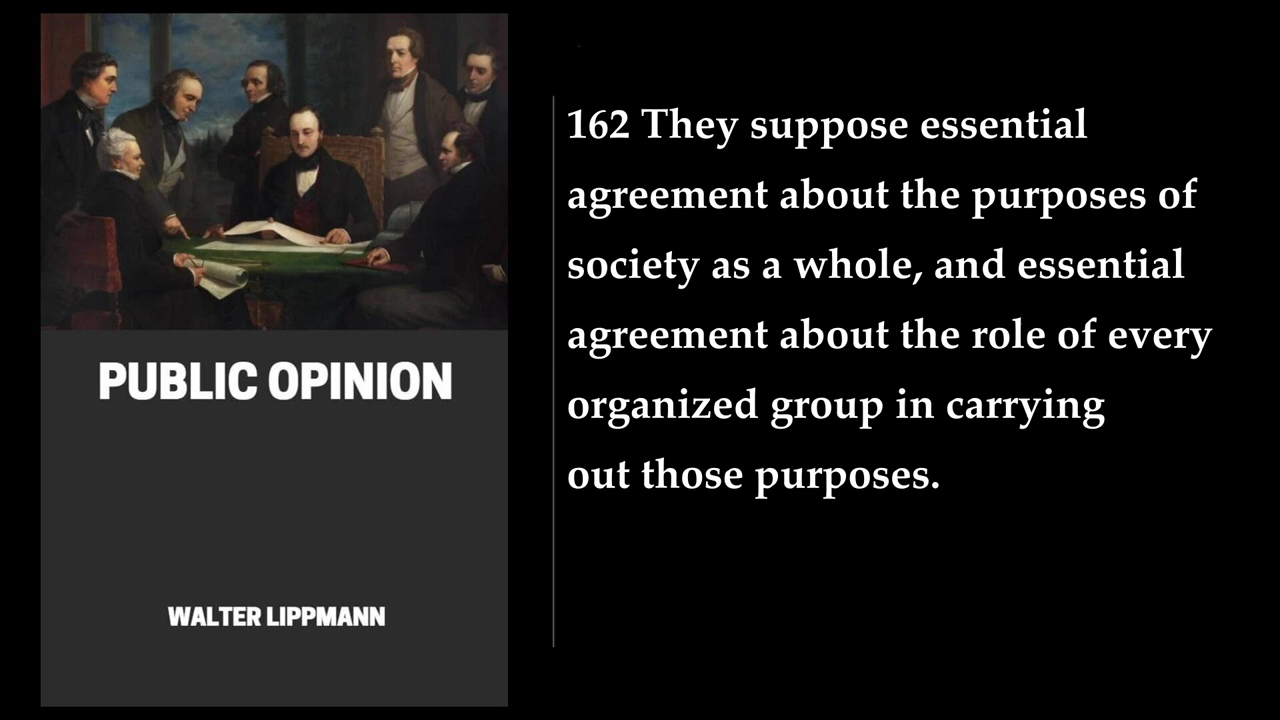 PUBLIC OPINION
WALTER LIPPMANN
162 They suppose essential
agreement about the purposes of
society as a whole, and essential
agreement about the role of every
organized group in carrying
out those purposes.